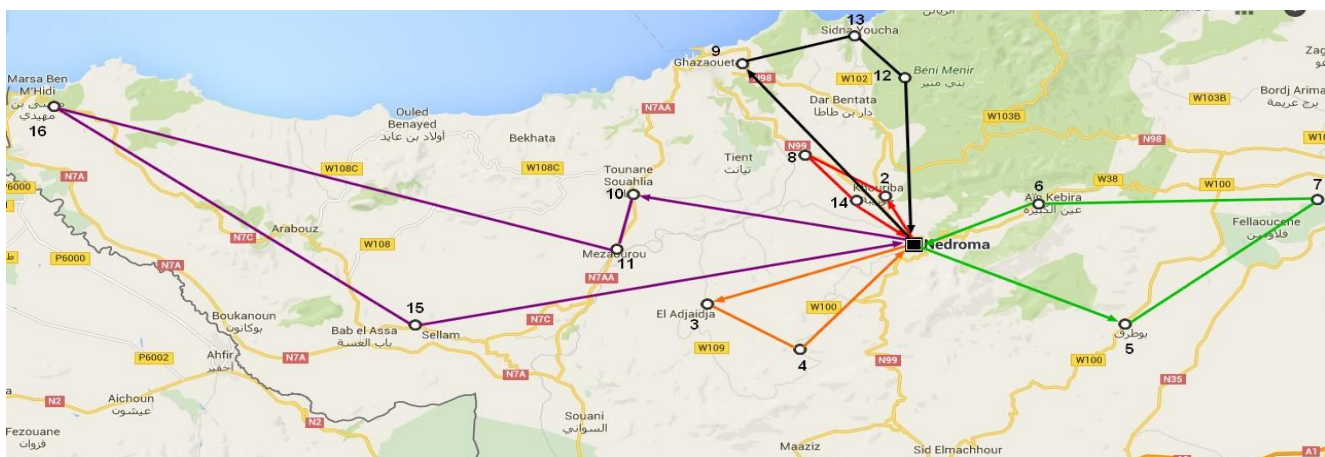 13
Sidna Youcha
9
Ghazaouet
N98
W102
12
Béni Menir
بني منير
Bordj Arima
برج عريمة
Marsa Ben
M'Hidi
مرسى بن
مهيدي
16
Ouled
Benayed
أولاد بن عايد
Bekhata
N7AA
Dar Bentata
دار بن طاطا
W103B
W103B
N98
N99
8
Tient
تيانت
W108C
W108C
Tounane
Souahlia
10
2
Khouriba
14
6
W38
W100
7
Aïn Kebira
عين الكبيرة
Fellaoucene
فلاوسن
P6000
N7A
N7C
Arabouz
W108
P6000
N7A
Mezaourou
11
N7AA
Nedroma
El Adjaidja
3
W100
W109
4
5
بوطرق
W100
N99
N35
15
Boukanoun
بوكانون
Bab el Assa
باب العسة
Sellam
N7C
N7A
N7A
P6002
Ahfir
أحفير
N2
Aichoun
عيشون
N2
Fezouane
فزوان
Souani
السواني
Maaziz
Sid Elmachhour
A1